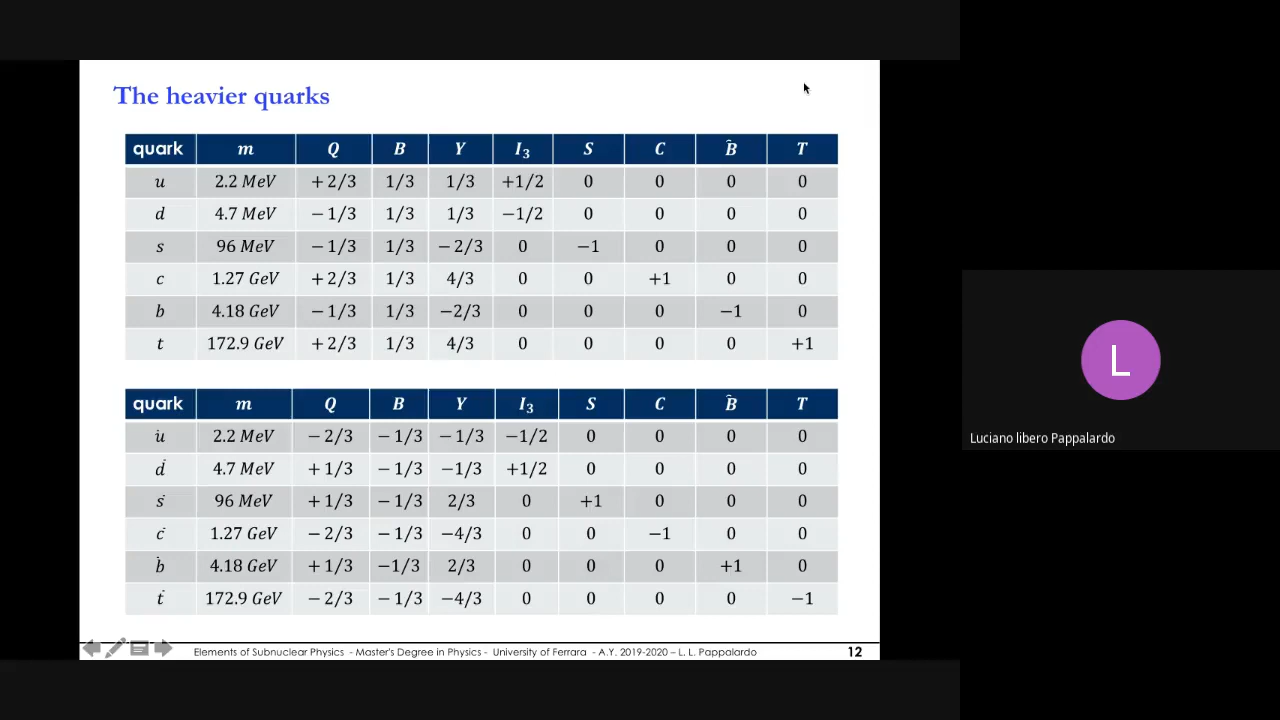 The heavier quarks
quark m Q B Y I₃ S C B̃ T
u 2.2 MeV + 2/3 1/3 1/3 +1/2 0 0 0 0
d 4.7 MeV − 1/3 1/3 1/3 −1/2 0 0 0 0
s 96 MeV − 1/3 1/3 − 2/3 0 −1 0 0 0
c 1.27 GeV + 2/3 1/3 4/3 0 0 +1 0 0
b 4.18 GeV − 1/3 1/3 −2/3 0 0 0 −1 0
t 172.9 GeV + 2/3 1/3 4/3 0 0 0 0 +1
quark m Q B Y I₃ S C B̃ T
u̅ 2.2 MeV − 2/3 − 1/3 − 1/3 −1/2 0 0 0 0
d̅ 4.7 MeV + 1/3 − 1/3 −1/3 +1/2 0 0 0 0
s̅ 96 MeV + 1/3 − 1/3 2/3 0 +1 0 0 0
c̅ 1.27 GeV − 2/3 − 1/3 −4/3 0 0 −1 0 0
b̅ 4.18 GeV + 1/3 −1/3 2/3 0 0 0 +1 0
t̅ 172.9 GeV − 2/3 − 1/3 −4/3 0 0 0 0 −1
Elements of Subnuclear Physics - Master's Degree in Physics - University of Ferrara - A.Y. 2019-2020 – L. L. Pappalardo 12
L
Luciano libero Pappalardo